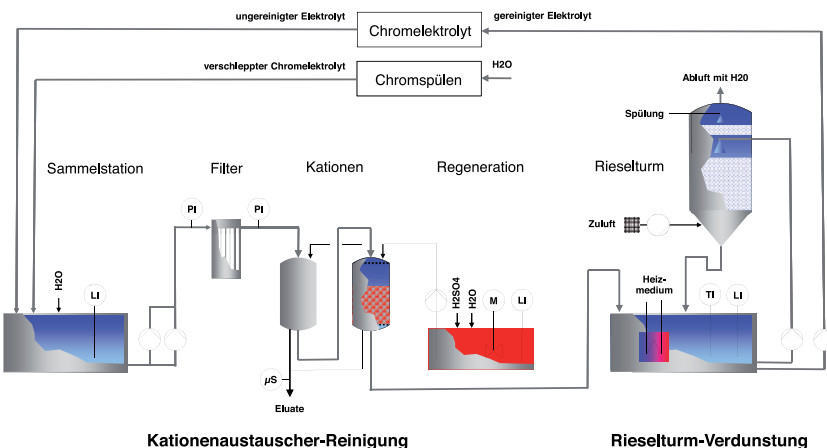 ungereinigter Elektrolyt
Chromelektrolyt
gereinigter Elektrolyt
verschleppter Chromelektrolyt
Chromspülen
H2O
Abluft mit H20
Spülung
Sammelstation
Filter
Kationen
Regeneration
Rieselturm
PI
PI
Zuluft
H2O
LI
H2SO4
H2O
M
LI
Heiz-
medium
TI
LI
µS
Eluate
Kationenaustauscher-Reinigung
Rieselturm-Verdunstung